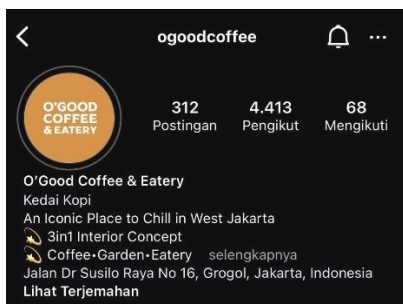 ogoodcoffee
O'GOOD
COFFEE
& EATERY
312 4.413 68
Postingan Pengikut Mengikuti
O'Good Coffee & Eatery
Kedai Kopi
An Iconic Place to Chill in West Jakarta
💫 3in1 Interior Concept
💫 Coffee•Garden•Eatery selengkapnya
Jalan Dr Susilo Raya No 16, Grogol, Jakarta, Indonesia
Lihat Terjemahan